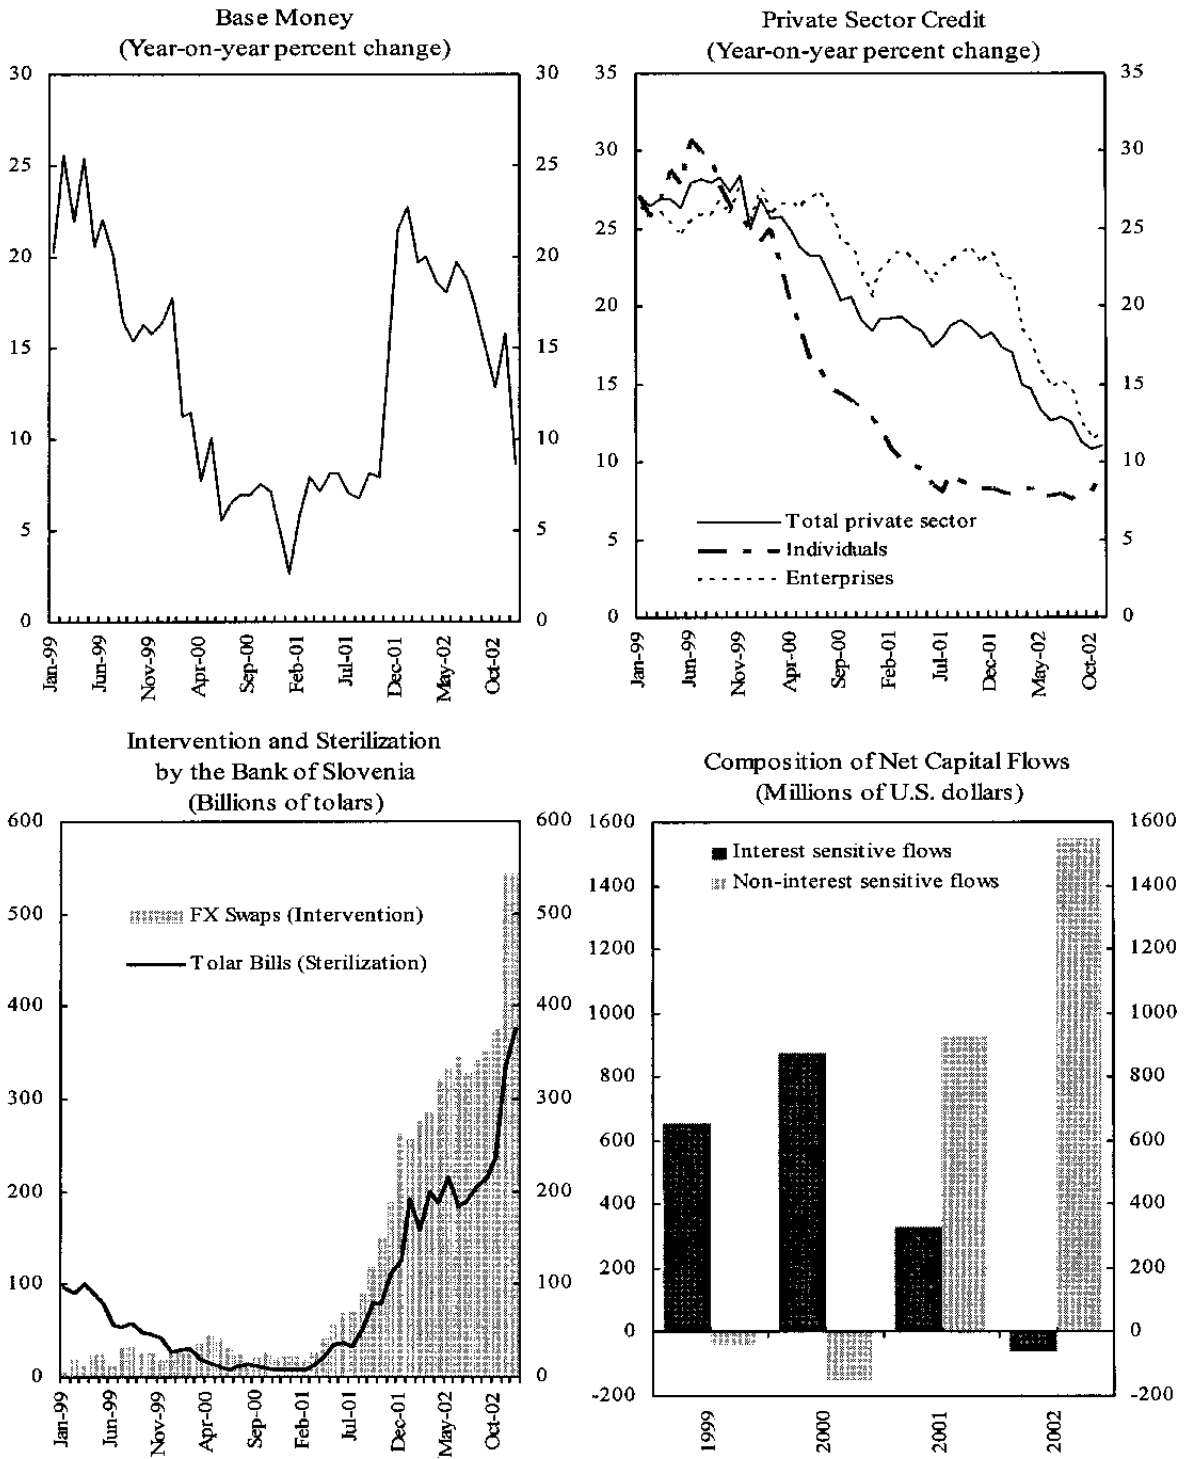 Base Money
(Year-on-year percent change)
30 30
25 25
20 20
15 15
10 10
5 5
0 0
Jan-99 Jun-99 Nov-99 Apr-00 Sep-00 Feb-01 Jul-01 Dec-01 May-02 Oct-02
Private Sector Credit
(Year-on-year percent change)
35 35
30 30
25 25
20 20
15 15
10 10
5 5
0 0
Total private sector
Individuals
Enterprises
Jan-99 Jun-99 Nov-99 Apr-00 Sep-00 Feb-01 Jul-01 Dec-01 May-02 Oct-02
Intervention and Sterilization
by the Bank of Slovenia
(Billions of tolars)
600 600
500 500
400 400
300 300
200 200
100 100
0 0
FX Swaps (Intervention)
Tolar Bills (Sterilization)
Jan-99 Jun-99 Nov-99 Apr-00 Sep-00 Feb-01 Jul-01 Dec-01 May-02 Oct-02
Composition of Net Capital Flows
(Millions of U.S. dollars)
1600 1600
1400 1400
1200 1200
1000 1000
800 800
600 600
400 400
200 200
0 0
-200 -200
Interest sensitive flows
Non-interest sensitive flows
1999 2000 2001 2002